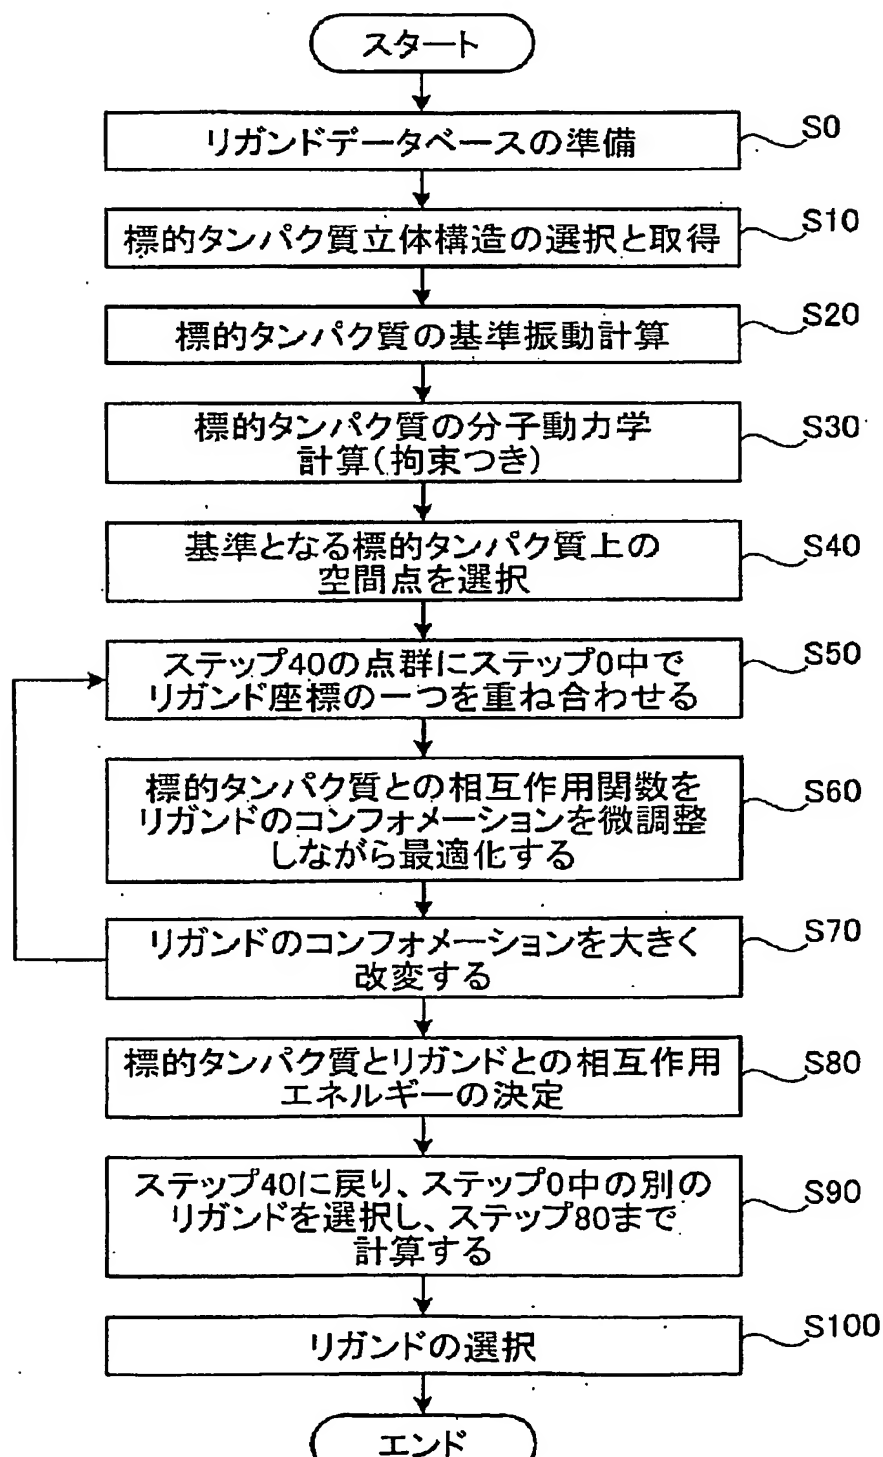 スタート
リガンドデータベースの準備
S0
標的タンパク質立体構造の選択と取得
S10
標的タンパク質の基準振動計算
S20
標的タンパク質の分子動力学
計算(拘束つき)
S30
基準となる標的タンパク質上の
空間点を選択
S40
ステップ40の点群にステップ0中で
リガンド座標の一つを重ね合わせる
S50
標的タンパク質との相互作用関数を
リガンドのコンフォメーションを微調整
しながら最適化する
S60
リガンドのコンフォメーションを大きく
改変する
S70
標的タンパク質とリガンドとの相互作用
エネルギーの決定
S80
ステップ40に戻り、ステップ0中の別の
リガンドを選択し、ステップ80まで
計算する
S90
リガンドの選択
S100
エンド